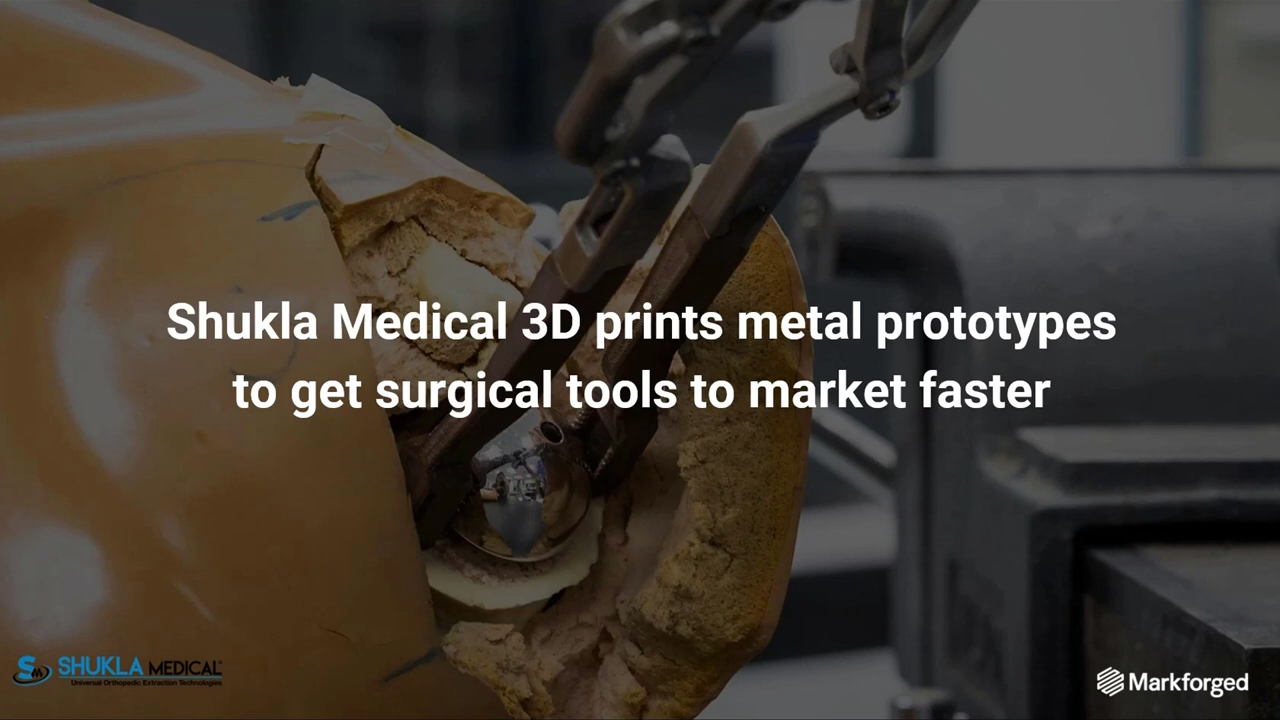 Shukla Medical 3D prints metal prototypes
to get surgical tools to market faster
SM SHUKLA MEDICAL
Universal Orthopedic Extraction Technologies
Markforged